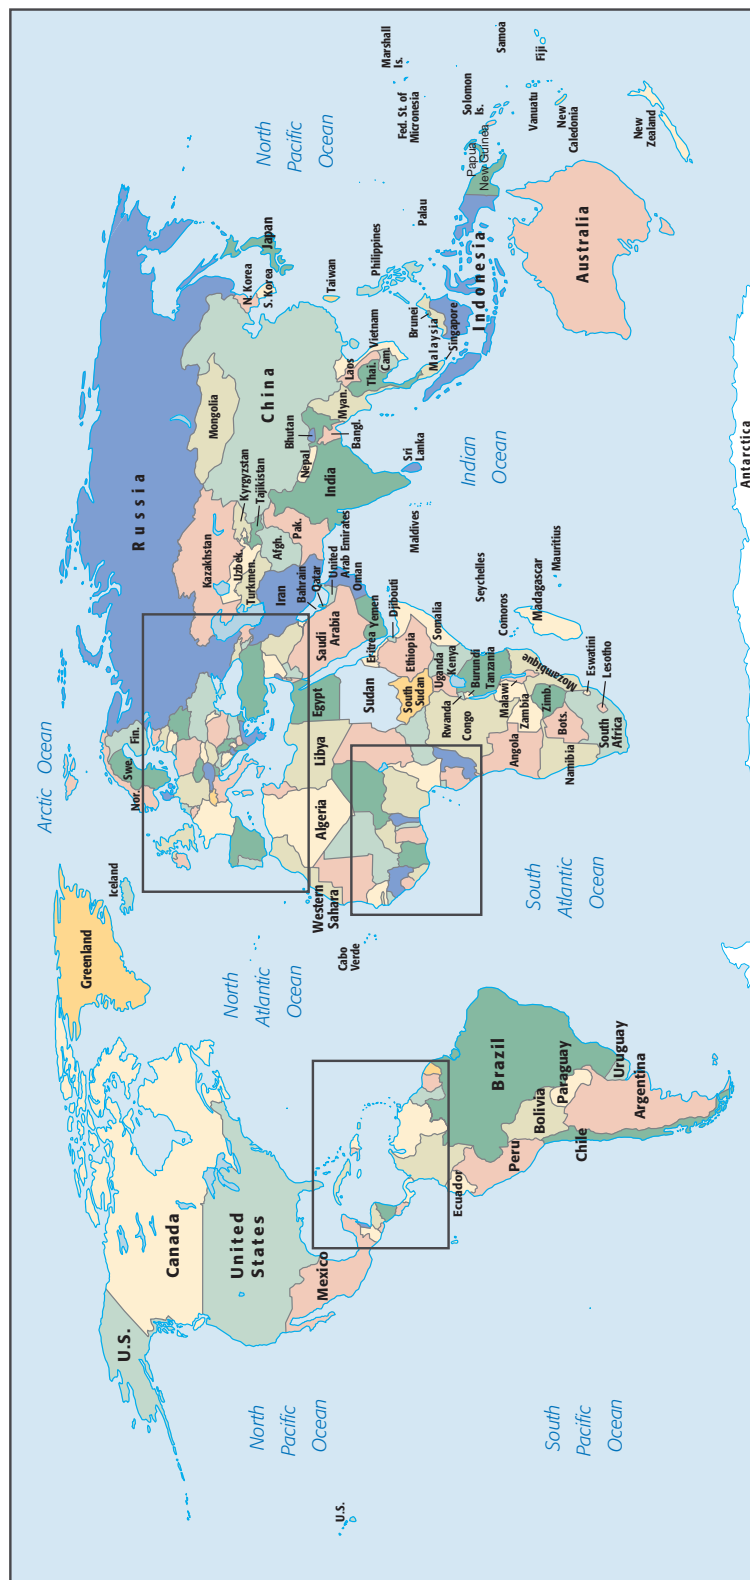 Arctic Ocean
Greenland
Iceland
U.S.
Canada
United
States
Mexico
North
Pacific
Ocean
U.S.
North
Atlantic
Ocean
Cabo
Verde
Ecuador
Peru
Brazil
Bolivia
Paraguay
Chile
Uruguay
Argentina
South
Pacific
Ocean
South
Atlantic
Ocean
Nor.
Swe.
Fin.
Russia
Kazakhstan
Mongolia
Uzbek.
Turkmen.
Kyrgyzstan
Tajikistan
China
N. Korea
S. Korea
Japan
North
Pacific
Ocean
Iran
Afgh.
Pak.
Nepal
Bhutan
India
Bangl.
Myan.
Laos
Thai.
Vietnam
Cam.
Taiwan
Philippines
Bahrain
Qatar
United
Arab Emirates
Oman
Saudi
Arabia
Yemen
Western
Sahara
Algeria
Libya
Egypt
Sudan
South
Sudan
Eritrea
Djibouti
Ethiopia
Somalia
Uganda
Kenya
Rwanda
Burundi
Congo
Tanzania
Angola
Malawi
Zambia
Zimb.
Mozambique
Namibia
Bots.
South
Africa
Eswatini
Lesotho
Seychelles
Comoros
Madagascar
Mauritius
Maldives
Sri
Lanka
Indian
Ocean
Brunei
Malaysia
Singapore
Indonesia
Palau
Fed. St. of
Micronesia
Marshall
Is.
Papua
New Guinea
Solomon
Is.
Samoa
Fiji
Vanuatu
New
Caledonia
Australia
New
Zealand
Antarctica